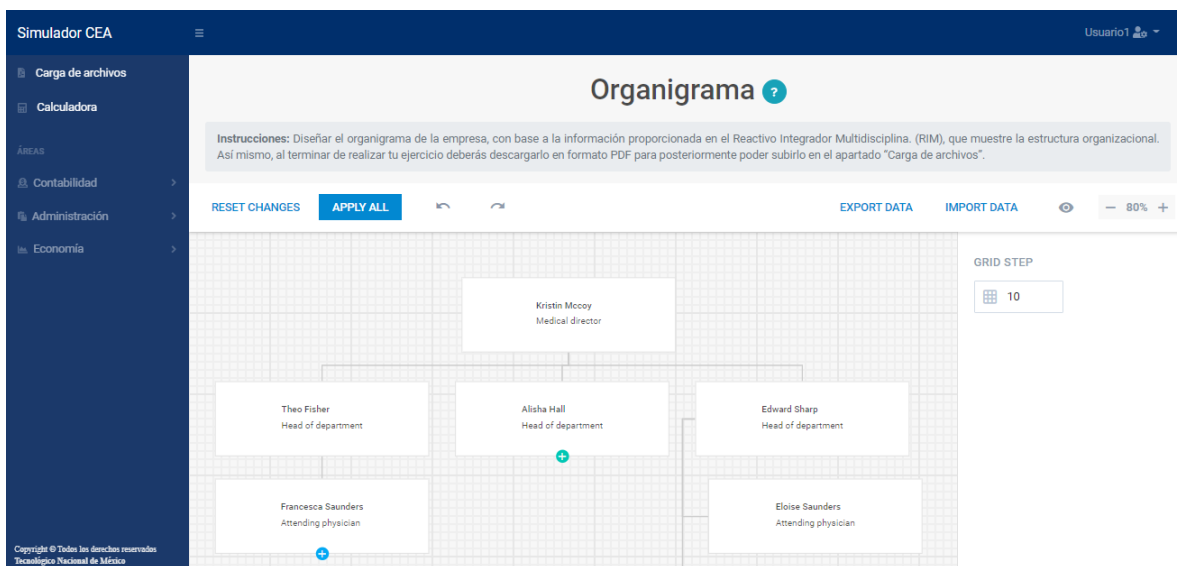 Simulador CEA
Usuario1
Carga de archivos
Calculadora
ÁREAS
Contabilidad
Administración
Economía
Copyright © Todos los derechos reservados
Tecnológico Nacional de México
Organigrama ?
Instrucciones: Diseñar el organigrama de la empresa, con base a la información proporcionada en el Reactivo Integrador Multidisciplina. (RIM), que muestre la estructura organizacional.
Así mismo, al terminar de realizar tu ejercicio deberás descargarlo en formato PDF para posteriormente poder subirlo en el apartado “Carga de archivos”.
RESET CHANGES APPLY ALL EXPORT DATA IMPORT DATA − 80% +
GRID STEP
10
Kristin Mccoy
Medical director
Theo Fisher
Head of department
Alisha Hall
Head of department
Edward Sharp
Head of department
Francesca Saunders
Attending physician
Eloise Saunders
Attending physician